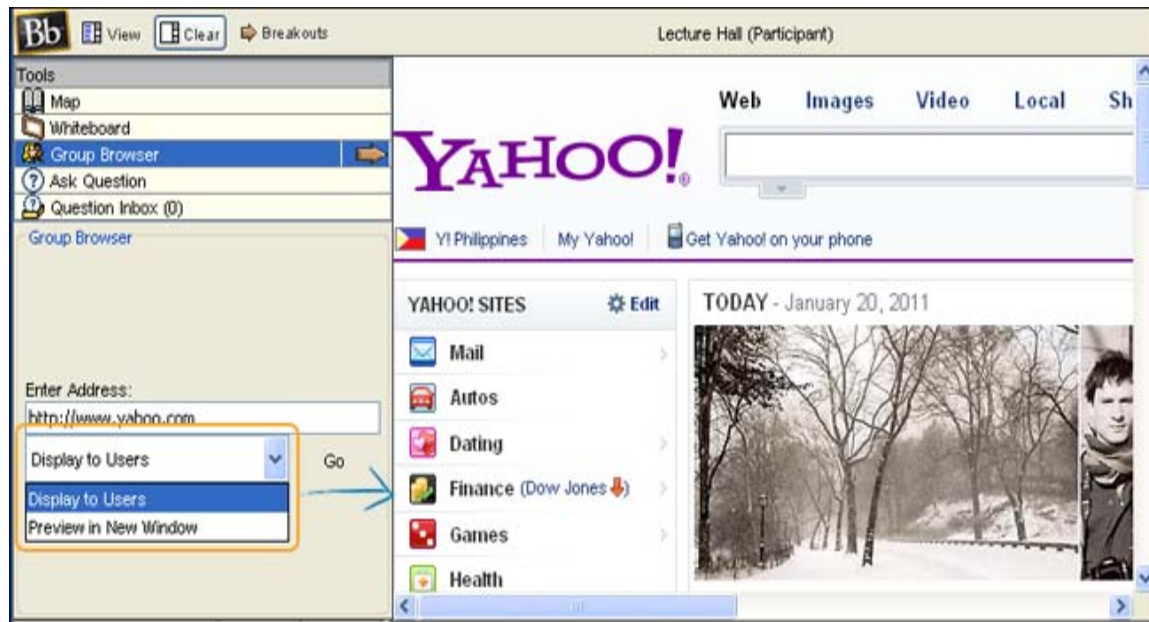 Bb View Clear Breakouts Lecture Hall (Participant)
Tools
Map
Whiteboard
Group Browser
Ask Question
Question Inbox (0)
Group Browser
Enter Address:
http://www.yahoo.com
Display to Users Go
Display to Users
Preview in New Window
Web Images Video Local Sh
YAHOO!®
Y! Philippines My Yahoo! Get Yahoo! on your phone
YAHOO! SITES Edit
Mail
Autos
Dating
Finance (Dow Jones)
Games
Health
TODAY - January 20, 2011